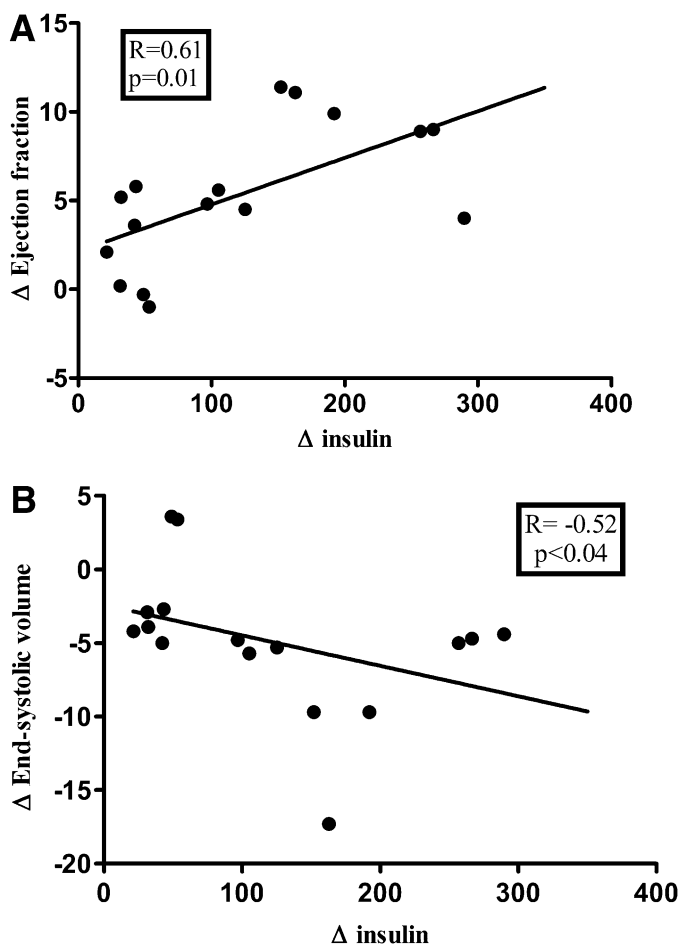 A
15
R=0.61
p=0.01
10
5
0
-5
Δ Ejection fraction
0 100 200 300 400
Δ insulin
B
5
R= -0.52
p<0.04
0
-5
-10
-15
-20
Δ End-systolic volume
0 100 200 300 400
Δ insulin